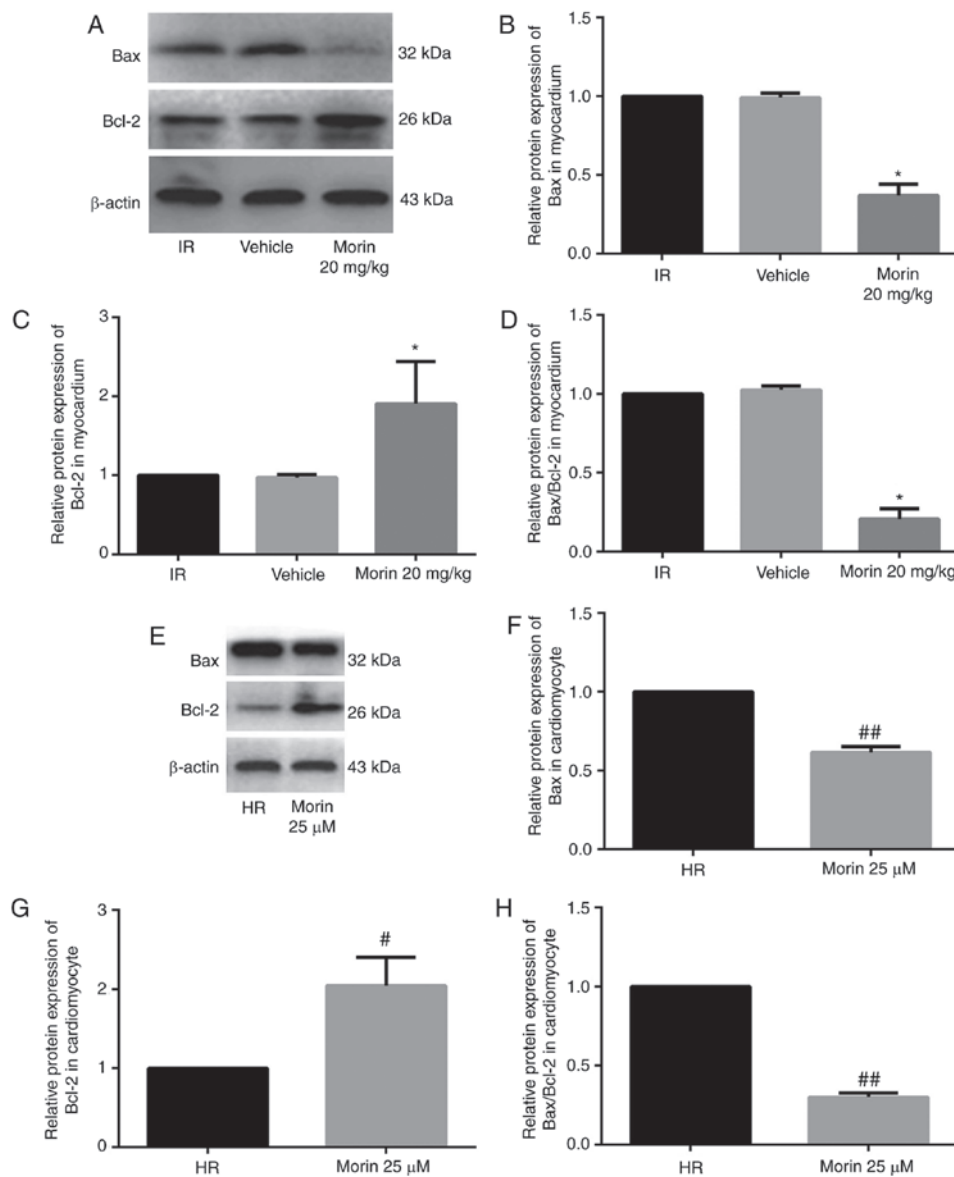 A
Bax
32 kDa
Bcl-2
26 kDa
β-actin
43 kDa
IR
Vehicle
Morin
20 mg/kg
B
Relative protein expression of
Bax in myocardium
1.5
1.0
0.5
0.0
*
IR
Vehicle
Morin
20 mg/kg
C
Relative protein expression of
Bcl-2 in myocardium
3
2
1
0
*
IR
Vehicle
Morin 20 mg/kg
D
Relative protein expression of
Bax/Bcl-2 in myocardium
1.5
1.0
0.5
0.0
*
IR
Vehicle
Morin 20 mg/kg
E
Bax
32 kDa
Bcl-2
26 kDa
β-actin
43 kDa
HR
Morin
25 μM
F
Relative protein expression of
Bax in cardiomyocyte
1.5
1.0
0.5
0.0
##
HR
Morin 25 μM
G
Relative protein expression of
Bcl-2 in cardiomyocyte
3
2
1
0
#
HR
Morin 25 μM
H
Relative protein expression of
Bax/Bcl-2 in cardiomyocyte
1.5
1.0
0.5
0.0
##
HR
Morin 25 μM